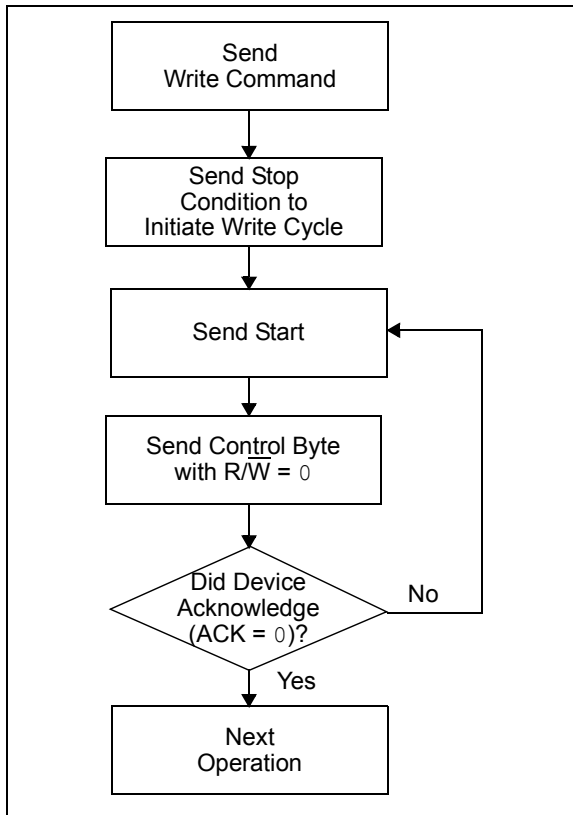 Send
Write Command
Send Stop
Condition to
Initiate Write Cycle
Send Start
Send Control Byte
with R/W̅ = 0
Did Device
Acknowledge
(ACK = 0)?
No
Yes
Next
Operation